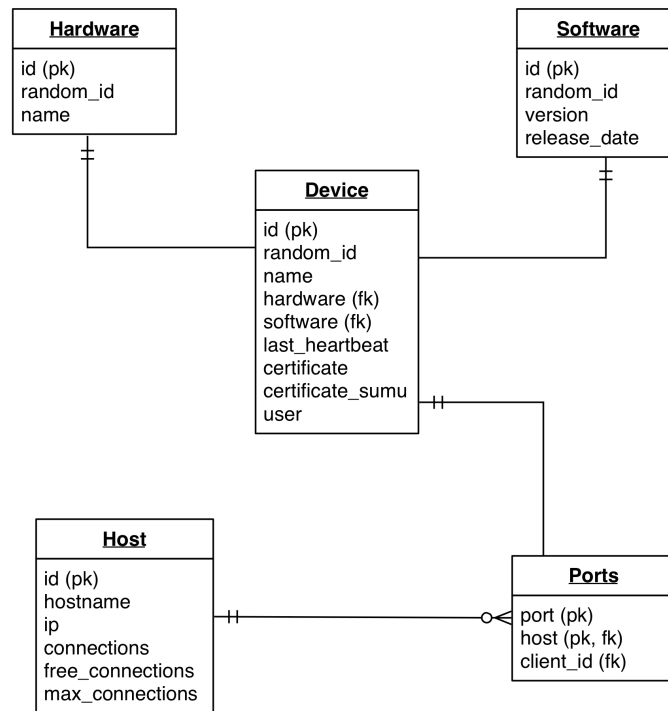 Hardware
id (pk)
random_id
name
Software
id (pk)
random_id
version
release_date
Device
id (pk)
random_id
name
hardware (fk)
software (fk)
last_heartbeat
certificate
certificate_sumu
user
Host
id (pk)
hostname
ip
connections
free_connections
max_connections
Ports
port (pk)
host (pk, fk)
client_id (fk)